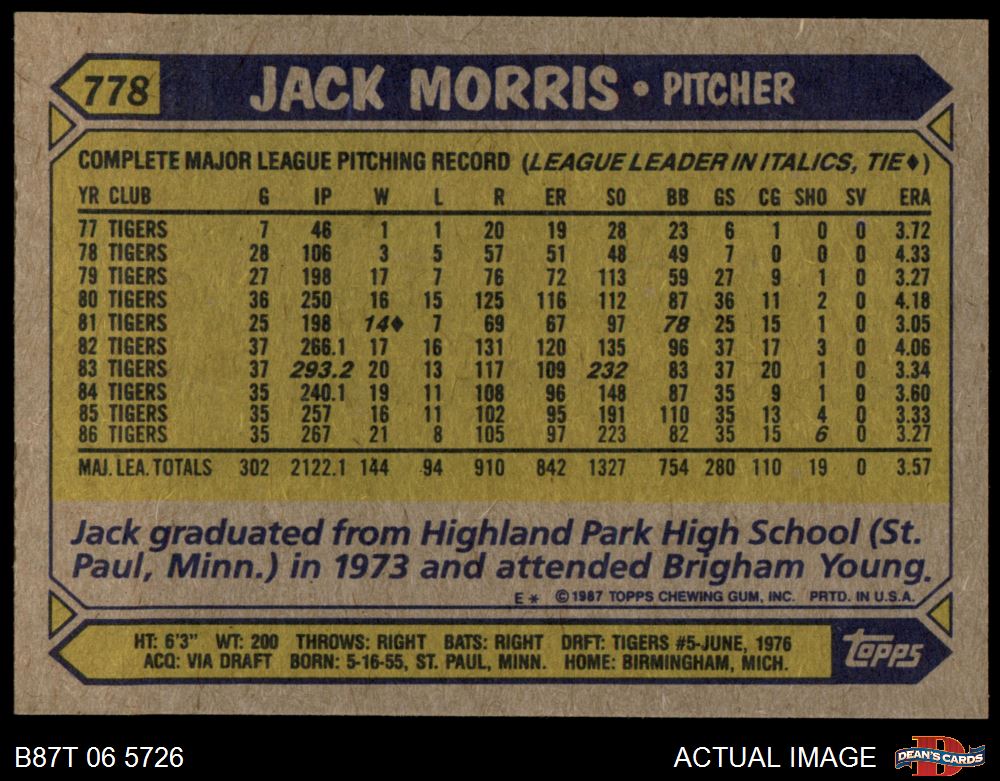 778 JACK MORRIS • PITCHER
COMPLETE MAJOR LEAGUE PITCHING RECORD (LEAGUE LEADER IN ITALICS, TIE♦)
YR CLUB G IP W L R ER SO BB GS CG SHO SV ERA
77 TIGERS 7 46 1 1 20 19 28 23 6 1 0 0 3.72
78 TIGERS 28 106 3 5 57 51 48 49 7 0 0 0 4.33
79 TIGERS 27 198 17 7 76 72 113 59 27 9 1 0 3.27
80 TIGERS 36 250 16 15 125 116 112 87 36 11 2 0 4.18
81 TIGERS 25 198 14♦ 7 69 67 97 78 25 15 1 0 3.05
82 TIGERS 37 266.1 17 16 131 120 135 96 37 17 3 0 4.06
83 TIGERS 37 293.2 20 13 117 109 232 83 37 20 1 0 3.34
84 TIGERS 35 240.1 19 11 108 96 148 87 35 9 1 0 3.60
85 TIGERS 35 257 16 11 102 95 191 110 35 13 4 0 3.33
86 TIGERS 35 267 21 8 105 97 223 82 35 15 6 0 3.27
MAJ. LEA. TOTALS 302 2122.1 144 94 910 842 1327 754 280 110 19 0 3.57
Jack graduated from Highland Park High School (St.
Paul, Minn.) in 1973 and attended Brigham Young.
E* ©1987 TOPPS CHEWING GUM, INC. PRTD. IN U.S.A.
HT: 6'3" WT: 200 THROWS: RIGHT BATS: RIGHT DRFT: TIGERS #5-JUNE, 1976
ACQ: VIA DRAFT BORN: 5-16-55, ST. PAUL, MINN. HOME: BIRMINGHAM, MICH.
Topps
B87T 06 5726 ACTUAL IMAGE
D DEAN'S CARDS